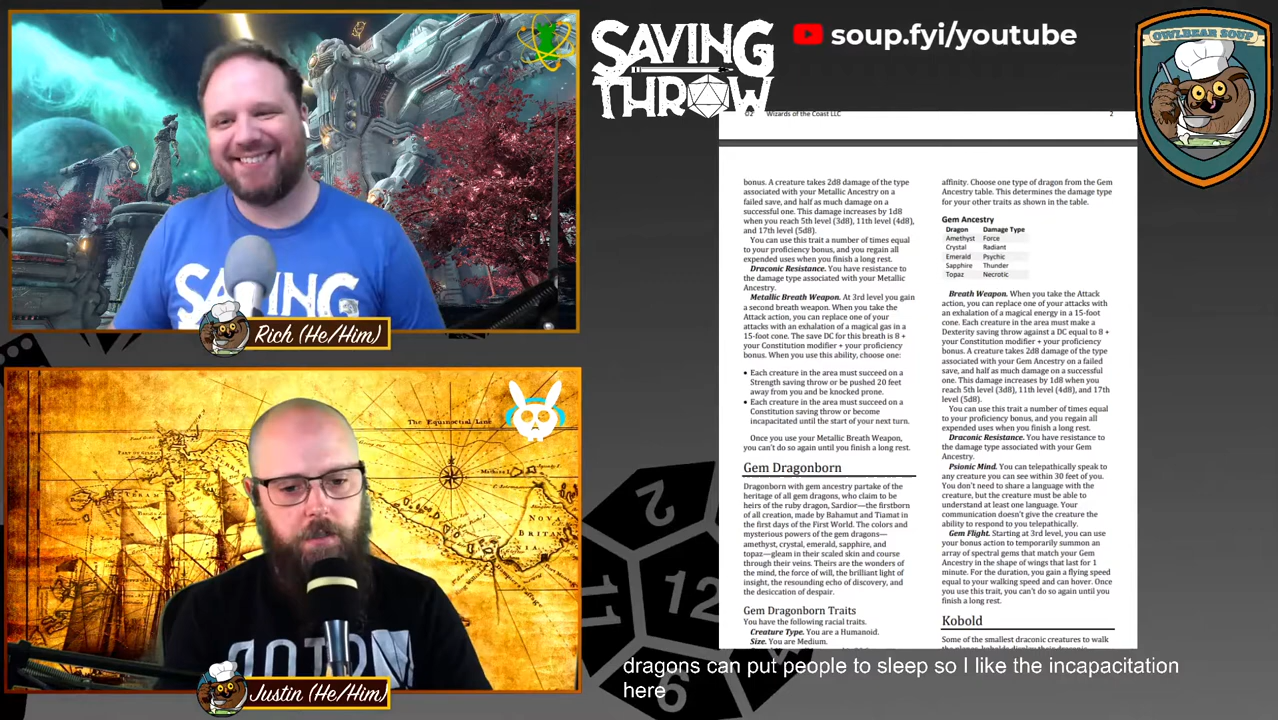 SAVING
THROW
soup.fyi/youtube
OWLBEAR SOUP
SAVING
Rich (He/Him)
The Equinoctial Line
Justin (He/Him)
Wizards of the Coast LLC
2
bonus. A creature takes 2d8 damage of the type
associated with your Metallic Ancestry on a
failed save, and half as much damage on a
successful one. This damage increases by 1d8
when you reach 5th level (3d8), 11th level (4d8),
and 17th level (5d8).
You can use this trait a number of times equal
to your proficiency bonus, and you regain all
expended uses when you finish a long rest.
Draconic Resistance. You have resistance to
the damage type associated with your Metallic
Ancestry.
Metallic Breath Weapon. At 3rd level you gain
a second breath weapon. When you take the
Attack action, you can replace one of your
attacks with an exhalation of a magical gas in a
15-foot cone. The save DC for this breath is 8 +
your Constitution modifier + your proficiency
bonus. When you use this ability, choose one:
• Each creature in the area must succeed on a
Strength saving throw or be pushed 20 feet
away from you and be knocked prone.
• Each creature in the area must succeed on a
Constitution saving throw or become
incapacitated until the start of your next turn.
Once you use your Metallic Breath Weapon,
you can't do so again until you finish a long rest.
Gem Dragonborn
Dragonborn with gem ancestry partake of the
heritage of all gem dragons, who claim to be
heirs of the ruby dragon, Sardior—the firstborn
of all creation, made by Bahamut and Tiamat in
the first days of the First World. The colors and
mysterious powers of the gem dragons—
amethyst, crystal, emerald, sapphire, and
topaz—gleam in their scaled skin and course
through their veins. Theirs are the wonders of
the mind, the force of will, the brilliant light of
insight, the resounding echo of discovery, and
the desiccation of despair.
Gem Dragonborn Traits
You have the following racial traits.
Creature Type. You are a Humanoid.
Size. You are Medium.
affinity. Choose one type of dragon from the Gem
Ancestry table. This determines the damage type
for your other traits as shown in the table.
Gem Ancestry
Dragon Damage Type
Amethyst Force
Crystal Radiant
Emerald Psychic
Sapphire Thunder
Topaz Necrotic
Breath Weapon. When you take the Attack
action, you can replace one of your attacks with
an exhalation of a magical energy in a 15-foot
cone. Each creature in the area must make a
Dexterity saving throw against a DC equal to 8 +
your Constitution modifier + your proficiency
bonus. A creature takes 2d8 damage of the type
associated with your Gem Ancestry on a failed
save, and half as much damage on a successful
one. This damage increases by 1d8 when you
reach 5th level (3d8), 11th level (4d8), and 17th
level (5d8).
You can use this trait a number of times equal
to your proficiency bonus, and you regain all
expended uses when you finish a long rest.
Draconic Resistance. You have resistance to
the damage type associated with your Gem
Ancestry.
Psionic Mind. You can telepathically speak to
any creature you can see within 30 feet of you.
You don't need to share a language with the
creature, but the creature must be able to
understand at least one language. Your
communication doesn't give the creature the
ability to respond to you telepathically.
Gem Flight. Starting at 3rd level, you can use
your bonus action to temporarily summon an
array of spectral gems that match your Gem
Ancestry in the shape of wings that last for 1
minute. For the duration, you gain a flying speed
equal to your walking speed and can hover. Once
you use this trait, you can't do so again until you
finish a long rest.
Kobold
Some of the smallest draconic creatures to walk
2
12
11
6
dragons can put people to sleep so I like the incapacitation
here